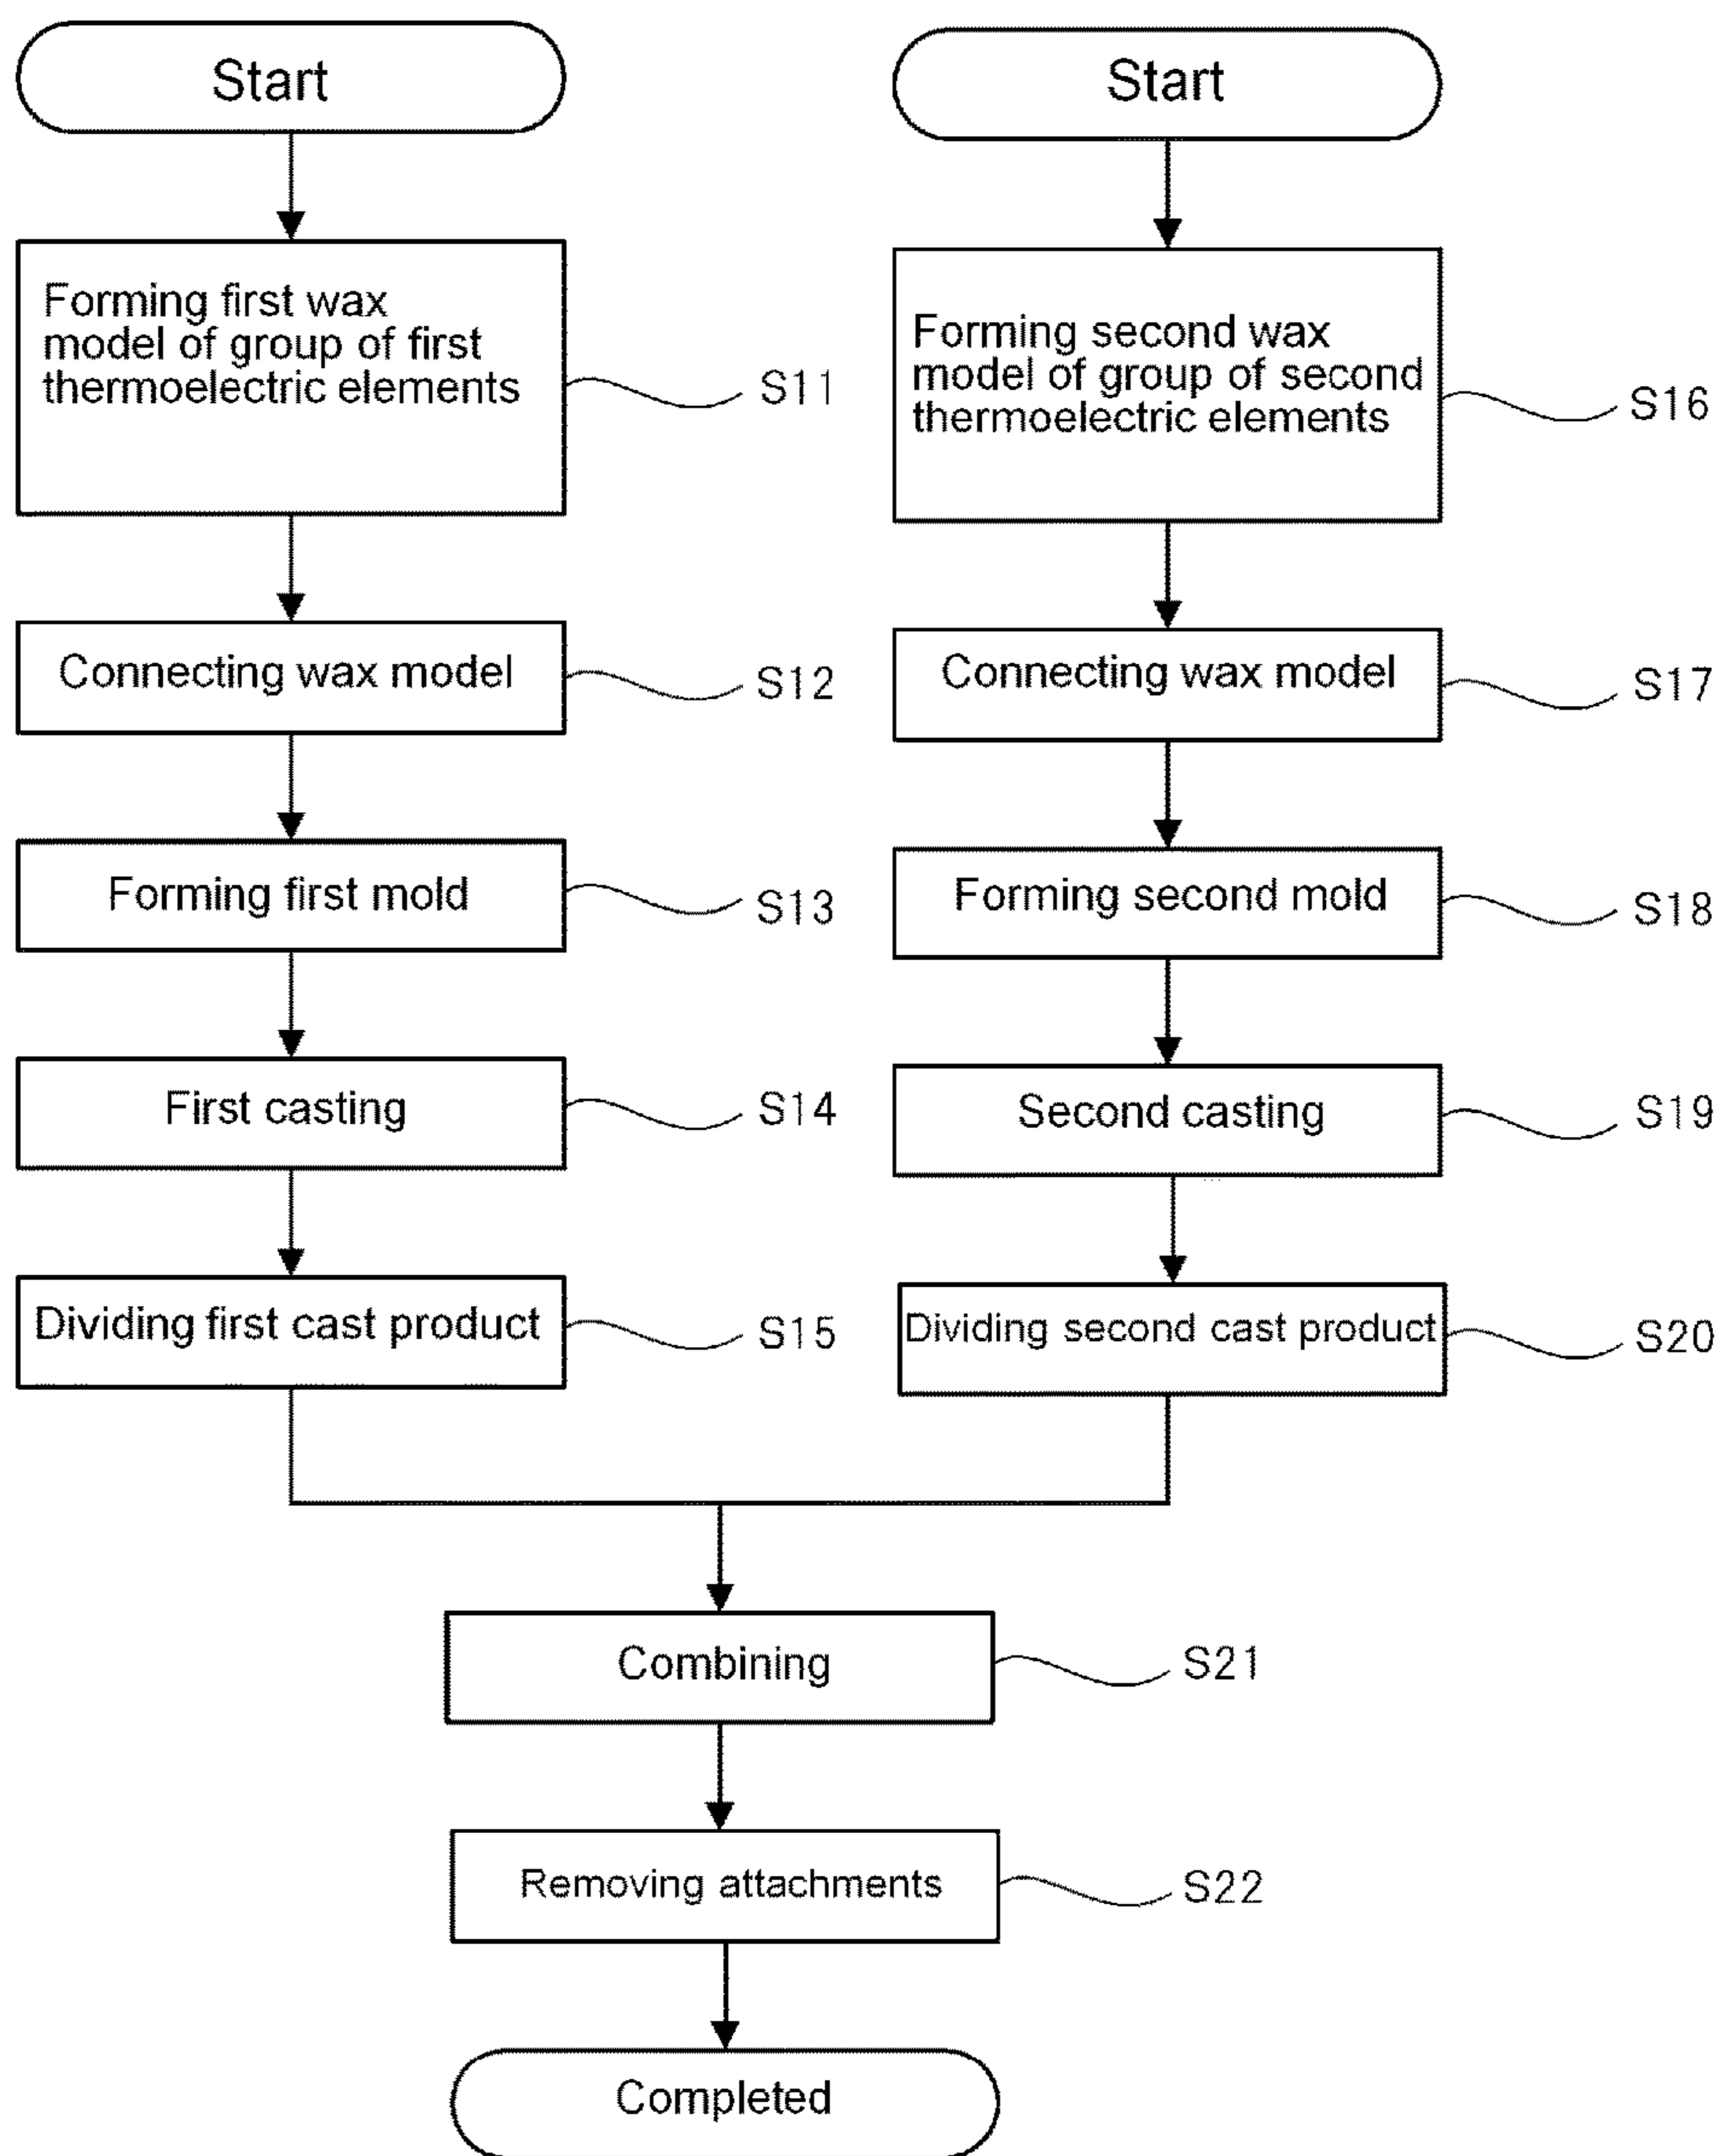 Start
Forming first wax
model of group of first
thermoelectric elements
S11
Connecting wax model
S12
Forming first mold
S13
First casting
S14
Dividing first cast product
S15
Start
Forming second wax
model of group of second
thermoelectric elements
S16
Connecting wax model
S17
Forming second mold
S18
Second casting
S19
Dividing second cast product
S20
Combining
S21
Removing attachments
S22
Completed